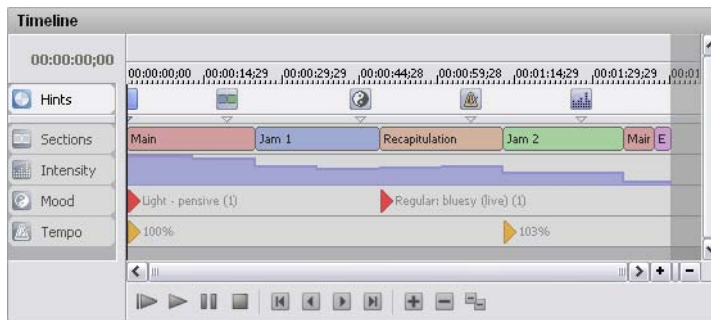 Timeline
00:00:00;00
00:00:00;00 00:00:14;29 00:00:29;29 00:00:44;28 00:00:59;28 00:01:14;29 00:01:29;29 00:01
Hints
Sections Main Jam 1 Recapitulation Jam 2 Mair E
Intensity
Mood Light - pensive (1) Regular: bluesy (live) (1)
Tempo 100% 103%